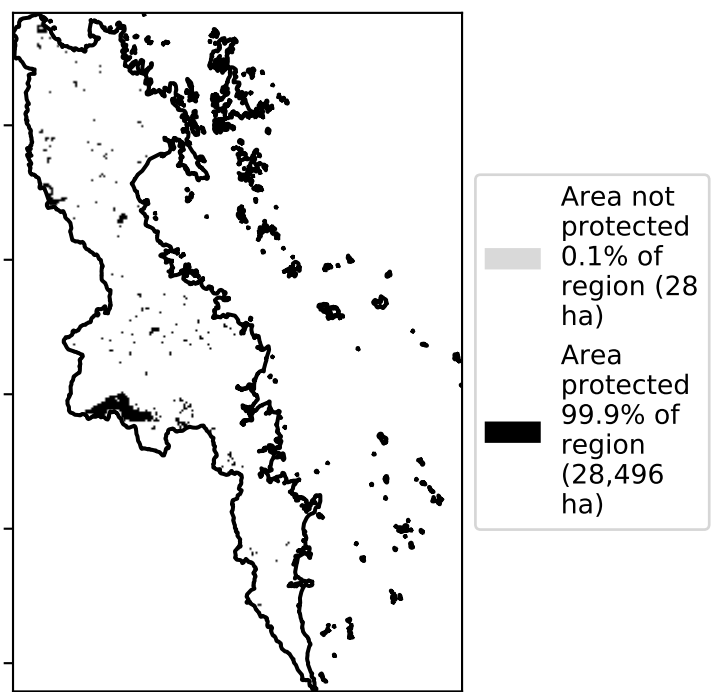 Area not
protected
0.1% of
region (28
ha)
Area
protected
99.9% of
region
(28,496
ha)